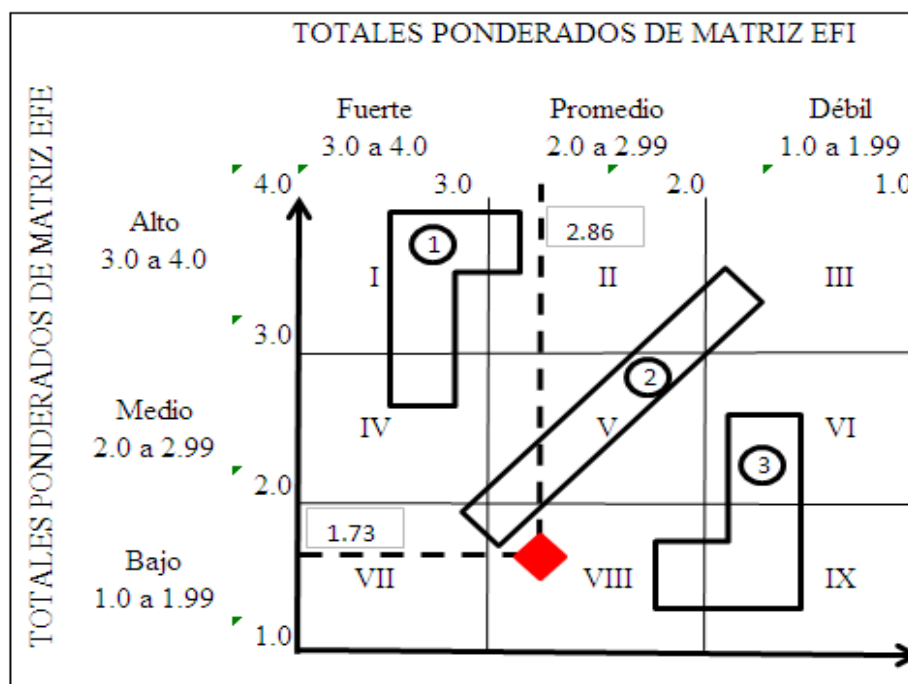 TOTALES PONDERADOS DE MATRIZ EFI
TOTALES PONDERADOS DE MATRIZ EFE
Fuerte
3.0 a 4.0
Promedio
2.0 a 2.99
Débil
1.0 a 1.99
4.0
3.0
2.0
1.0
Alto
3.0 a 4.0
1
2.86
I
II
III
3.0
Medio
2.0 a 2.99
2
IV
V
VI
3
2.0
1.73
Bajo
1.0 a 1.99
VII
VIII
IX
1.0